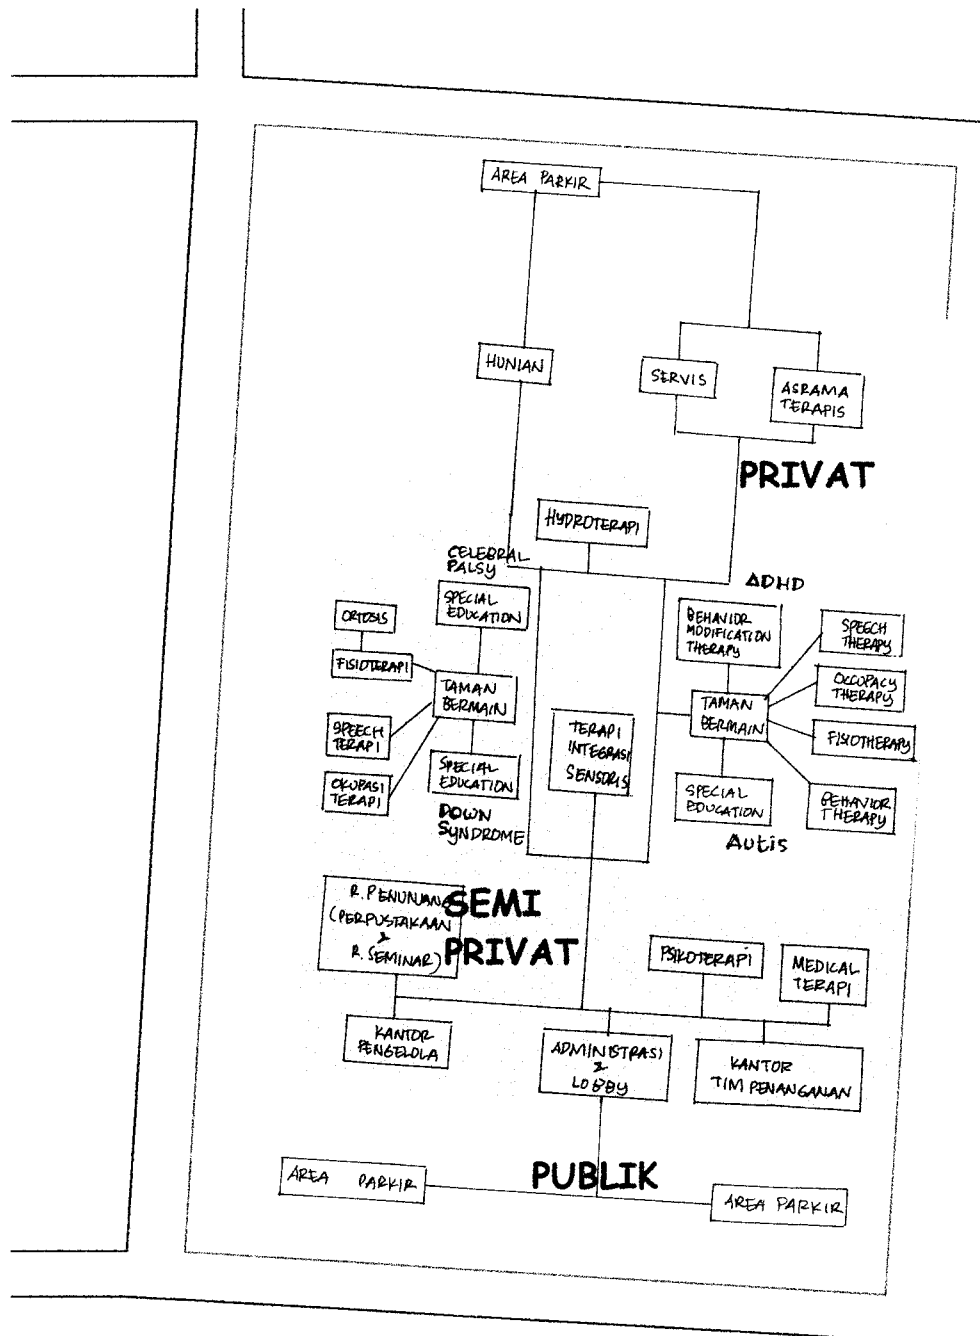 AREA PARKIR
HUNIAN
SERVIS
ASRAMA
TERAPIS
PRIVAT
HYDROTERAPI
CELEBRAL
PALSY
SPECIAL
EDUCATION
ORTOSIS
FISIOTERAPI
TAMAN
BERMAIN
SPEECH
TERAPI
OKUPASI
TERAPI
SPECIAL
EDUCATION
DOWN
SYNDROME
TERAPI
INTEGRASI
SENSORIS
ADHD
BEHAVIOR
MODIFICATION
THERAPY
SPEECH
THERAPY
OCCUPACY
THERAPY
TAMAN
BERMAIN
FISIOTHERAPY
SPECIAL
EDUCATION
BEHAVIOR
THERAPY
Autis
R. PENUNJANG
(PERPUSTAKAAN
&
R. SEMINAR)
SEMI
PRIVAT
PSIKOTERAPI
MEDICAL
TERAPI
KANTOR
PENGELOLA
ADMINISTRASI
&
LOBBY
KANTOR
TIM PENANGANAN
PUBLIK
AREA PARKIR
AREA PARKIR